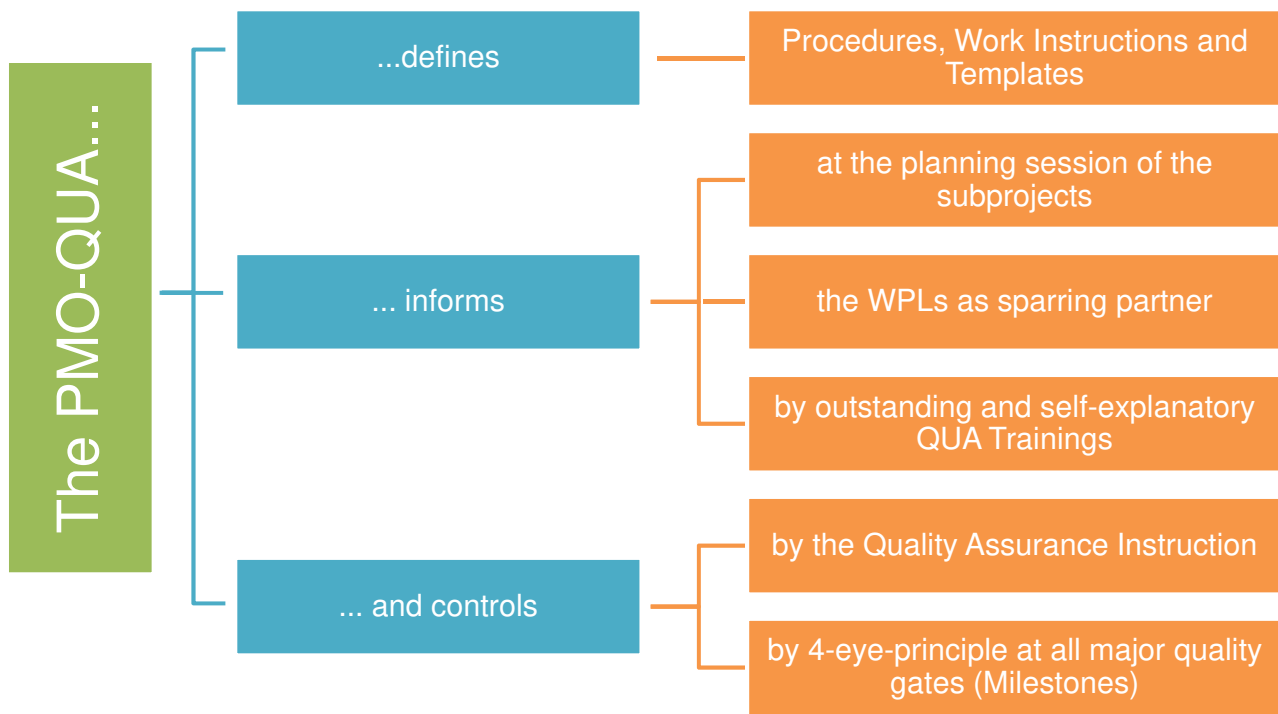 The PMO-QUA...
...defines
Procedures, Work Instructions and
Templates
... informs
at the planning session of the
subprojects
the WPLs as sparring partner
by outstanding and self-explanatory
QUA Trainings
... and controls
by the Quality Assurance Instruction
by 4-eye-principle at all major quality
gates (Milestones)